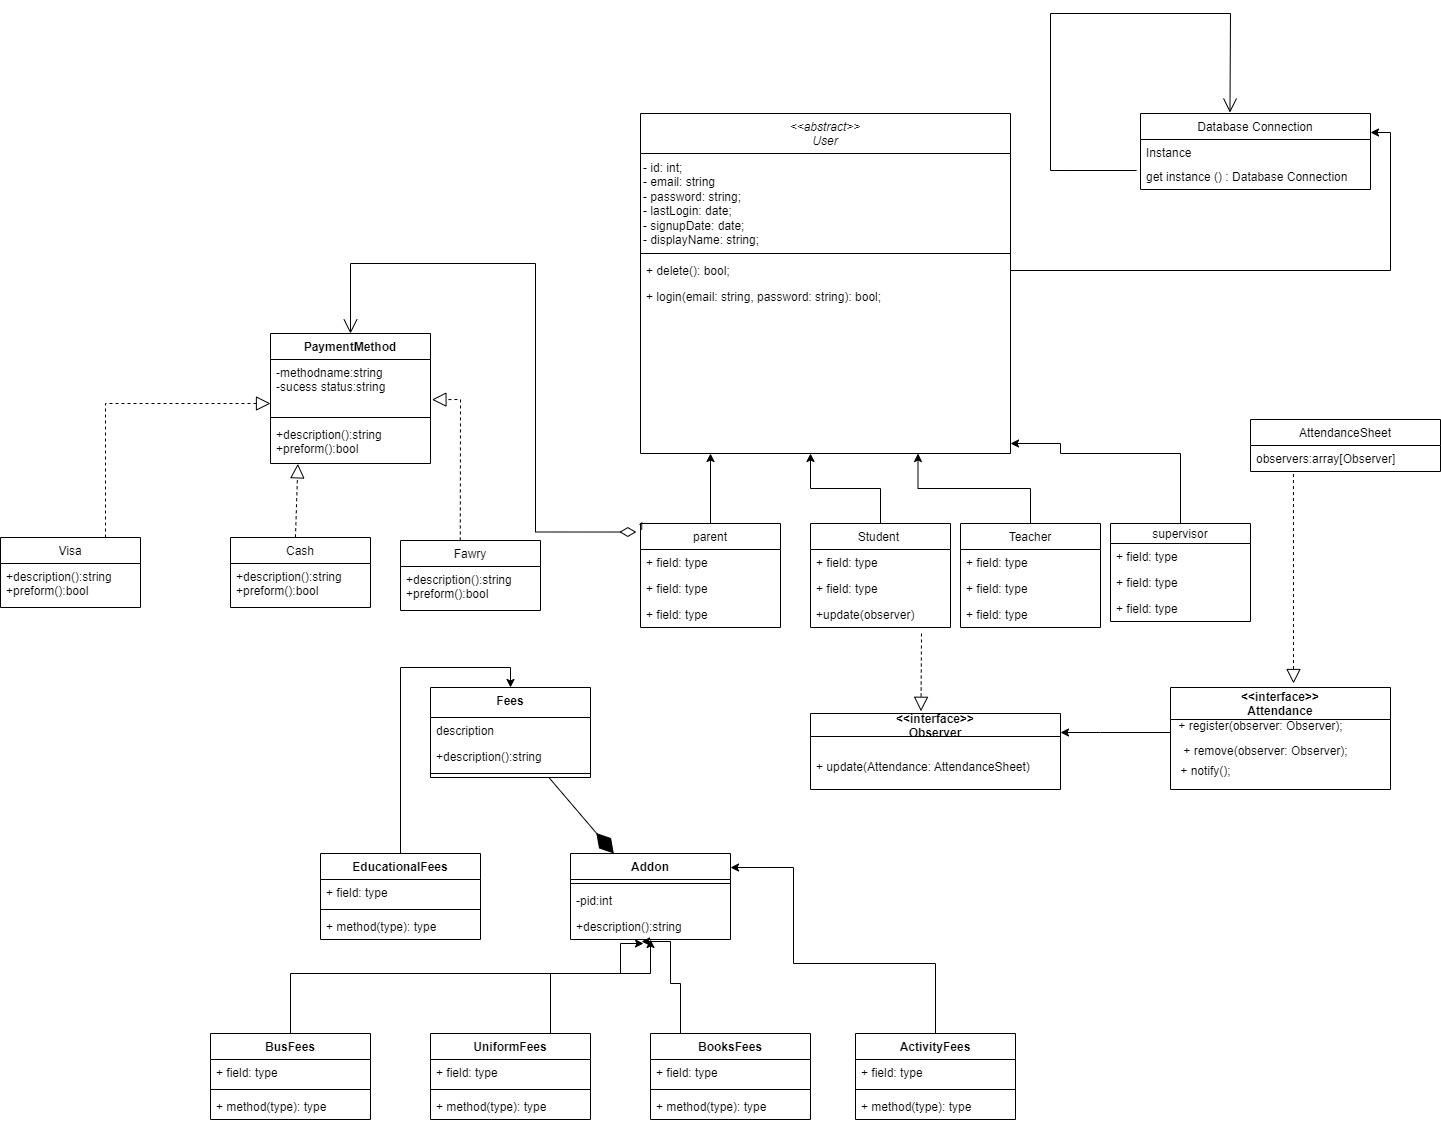 <<abstract>>
User
- id: int;
- email: string
- password: string;
- lastLogin: date;
- signupDate: date;
- displayName: string;
+ delete(): bool;
+ login(email: string, password: string): bool;
Database Connection
Instance
get instance () : Database Connection
PaymentMethod
-methodname:string
-sucess status:string
+description():string
+preform():bool
AttendanceSheet
observers:array[Observer]
Visa
+description():string
+preform():bool
Cash
+description():string
+preform():bool
Fawry
+description():string
+preform():bool
1
parent
+ field: type
+ field: type
+ field: type
Student
+ field: type
+ field: type
+update(observer)
Teacher
+ field: type
+ field: type
+ field: type
supervisor
+ field: type
+ field: type
+ field: type
Fees
description
+description():string
<<interface>>
Observer
+ update(Attendance: AttendanceSheet)
<<interface>>
Attendance
+ register(observer: Observer);
+ remove(observer: Observer);
+ notify();
EducationalFees
+ field: type
+ method(type): type
Addon
-pid:int
+description():string
BusFees
+ field: type
+ method(type): type
UniformFees
+ field: type
+ method(type): type
BooksFees
+ field: type
+ method(type): type
ActivityFees
+ field: type
+ method(type): type